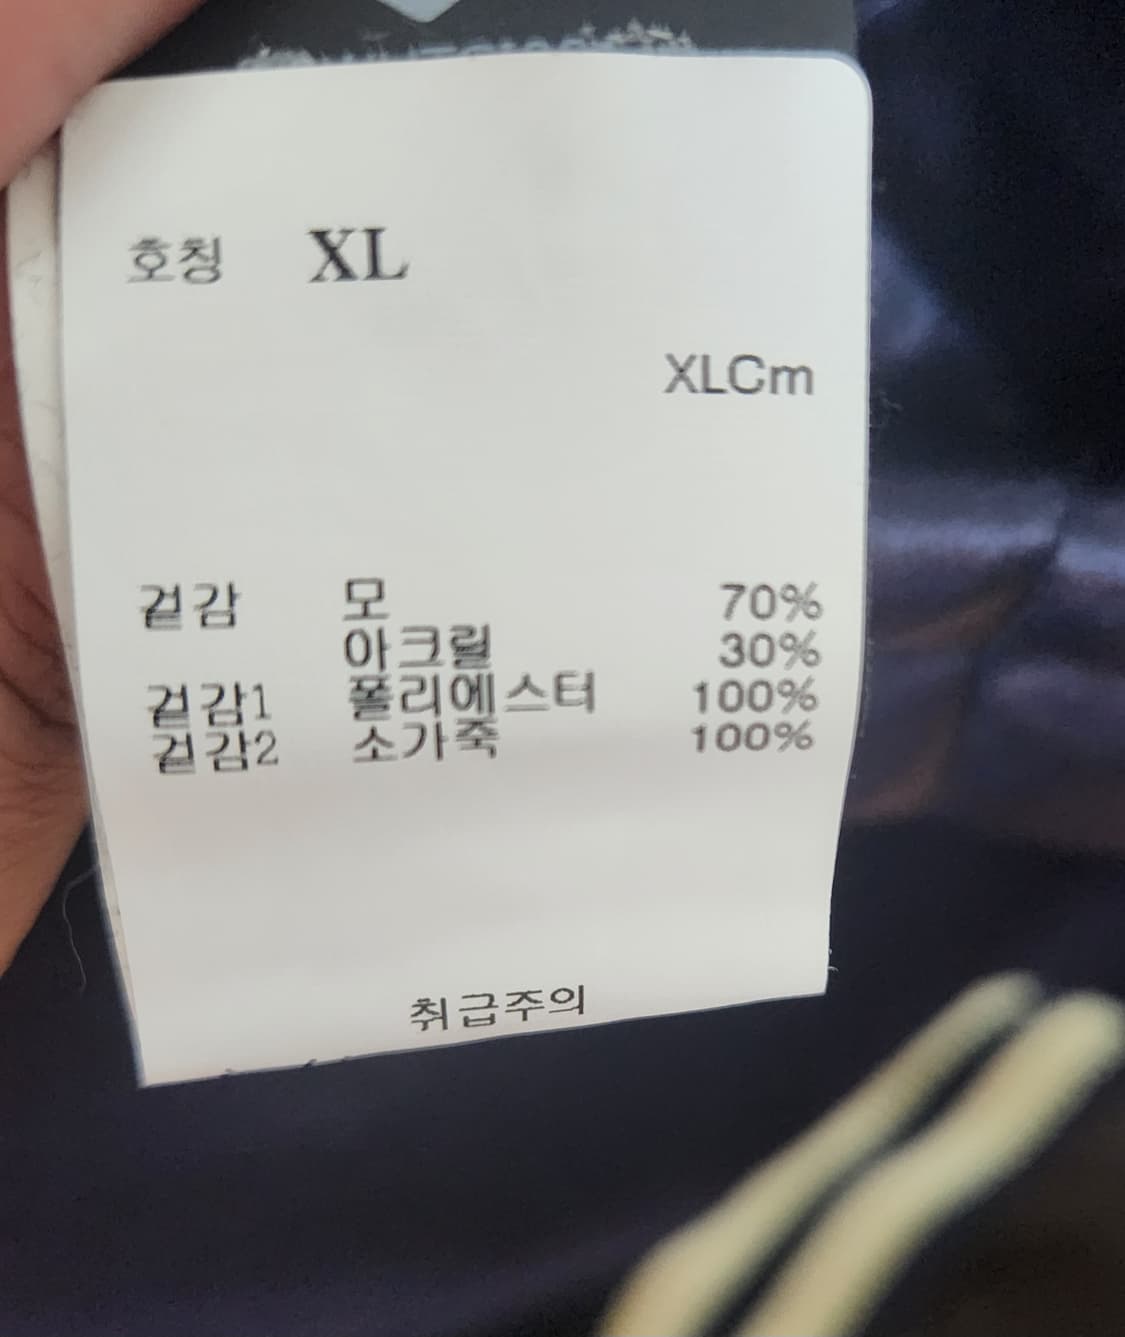 호칭 XL
XLCm
겉감 모 70%
아크릴 30%
겉감1 폴리에스터 100%
겉감2 소가죽 100%
취급주의